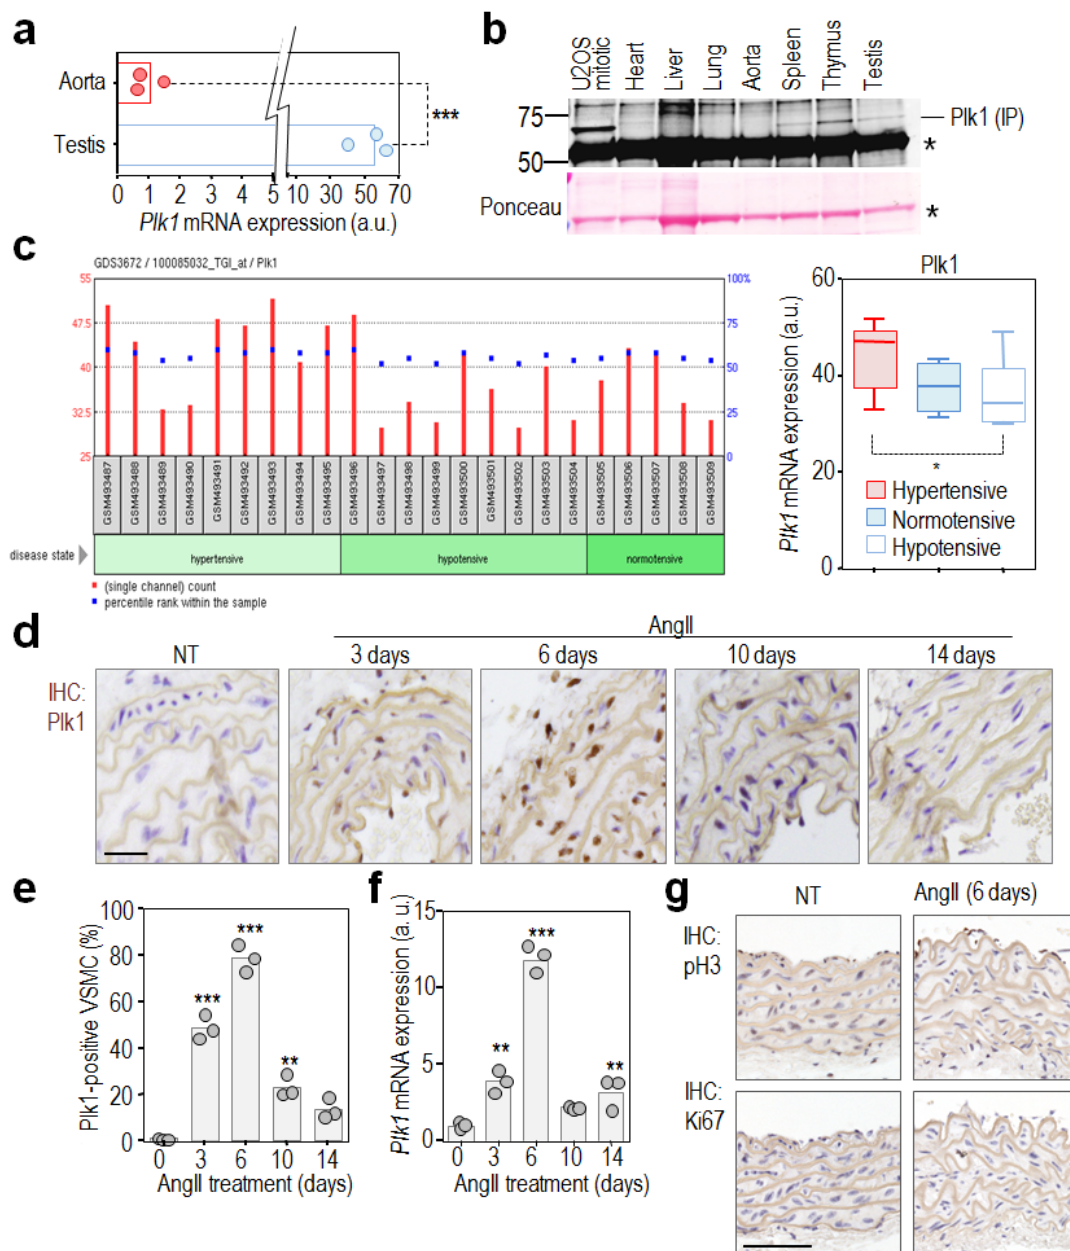 a
Aorta
Testis
***
0 1 2 3 4 5 10 30 50 70
Plk1 mRNA expression (a.u.)
b
U2OS mitotic
Heart
Liver
Lung
Aorta
Spleen
Thymus
Testis
75
50
Plk1 (IP)
*
Ponceau
*
c
GDS3672 / 100085032_TGI_at / Plk1
55
47.5
40
32.5
25
100%
75
50
25
0
GSM493487
GSM493488
GSM493489
GSM493490
GSM493491
GSM493492
GSM493493
GSM493494
GSM493495
GSM493496
GSM493497
GSM493498
GSM493499
GSM493500
GSM493501
GSM493502
GSM493503
GSM493504
GSM493505
GSM493506
GSM493507
GSM493508
GSM493509
disease state
hypertensive
hypotensive
normotensive
(single channel) count
percentile rank within the sample
Plk1
Plk1 mRNA expression (a.u.)
60
40
20
0
*
Hypertensive
Normotensive
Hypotensive
d
AngII
NT
3 days
6 days
10 days
14 days
IHC:
Plk1
e
Plk1-positive VSMC (%)
100
80
60
40
20
0
***
***
**
0 3 6 10 14
AngII treatment (days)
f
Plk1 mRNA expression (a. u.)
15
10
5
0
**
***
**
0 3 6 10 14
AngII treatment (days)
g
NT
AngII (6 days)
IHC:
pH3
IHC:
Ki67